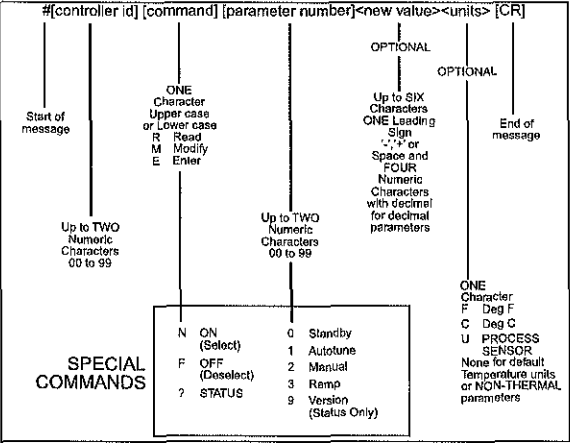 #[controller id] [command] [parameter number]<new value><units> [CR]
OPTIONAL
OPTIONAL
Start of
message
ONE
Character
Upper case
or Lower case
R Read
M Modify
E Enter
Up to SIX
Characters
ONE Leading
Sign
'-','+' or
Space and
FOUR
Numeric
Characters
with decimel
for decimal
parameters
End of
message
Up to TWO
Numeric
Characters
00 to 99
Up to TWO
Numeric
Characters
00 to 99
ONE
Character
F Deg F
C Deg C
U PROCESS
SENSOR
None for default
Temperature units
or NON-THERMAL
parameters
SPECIAL
COMMANDS
N ON
(Select)
F OFF
(Deselect)
? STATUS
0 Standby
1 Autotune
2 Manual
3 Ramp
9 Version
(Status Only)